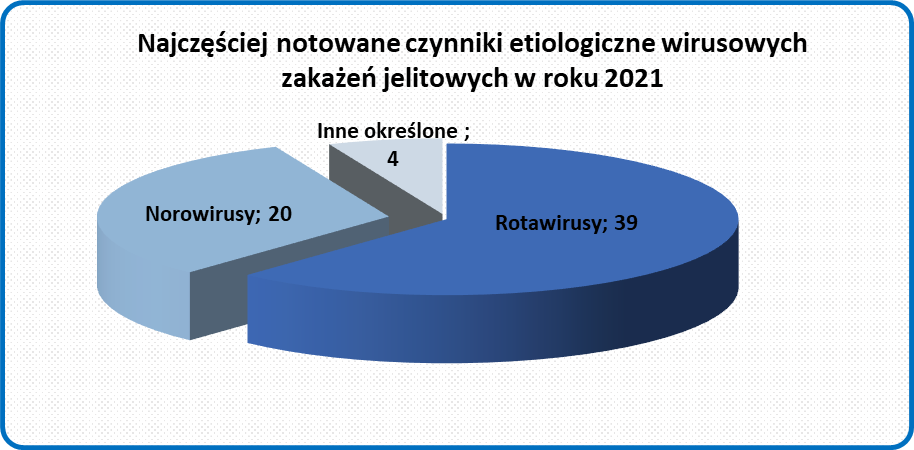 Najczęściej notowane czynniki etiologiczne wirusowych
zakażeń jelitowych w roku 2021
Inne określone ;
4
Norowirusy; 20
Rotawirusy; 39